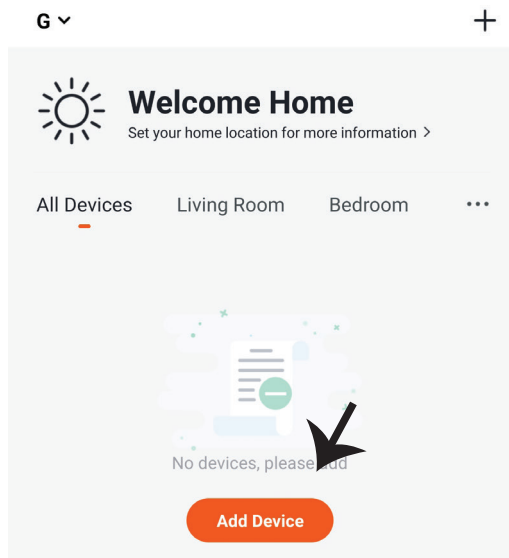 G
Welcome Home
Set your home location for more information >
All Devices Living Room Bedroom ...
No devices, please add
Add Device